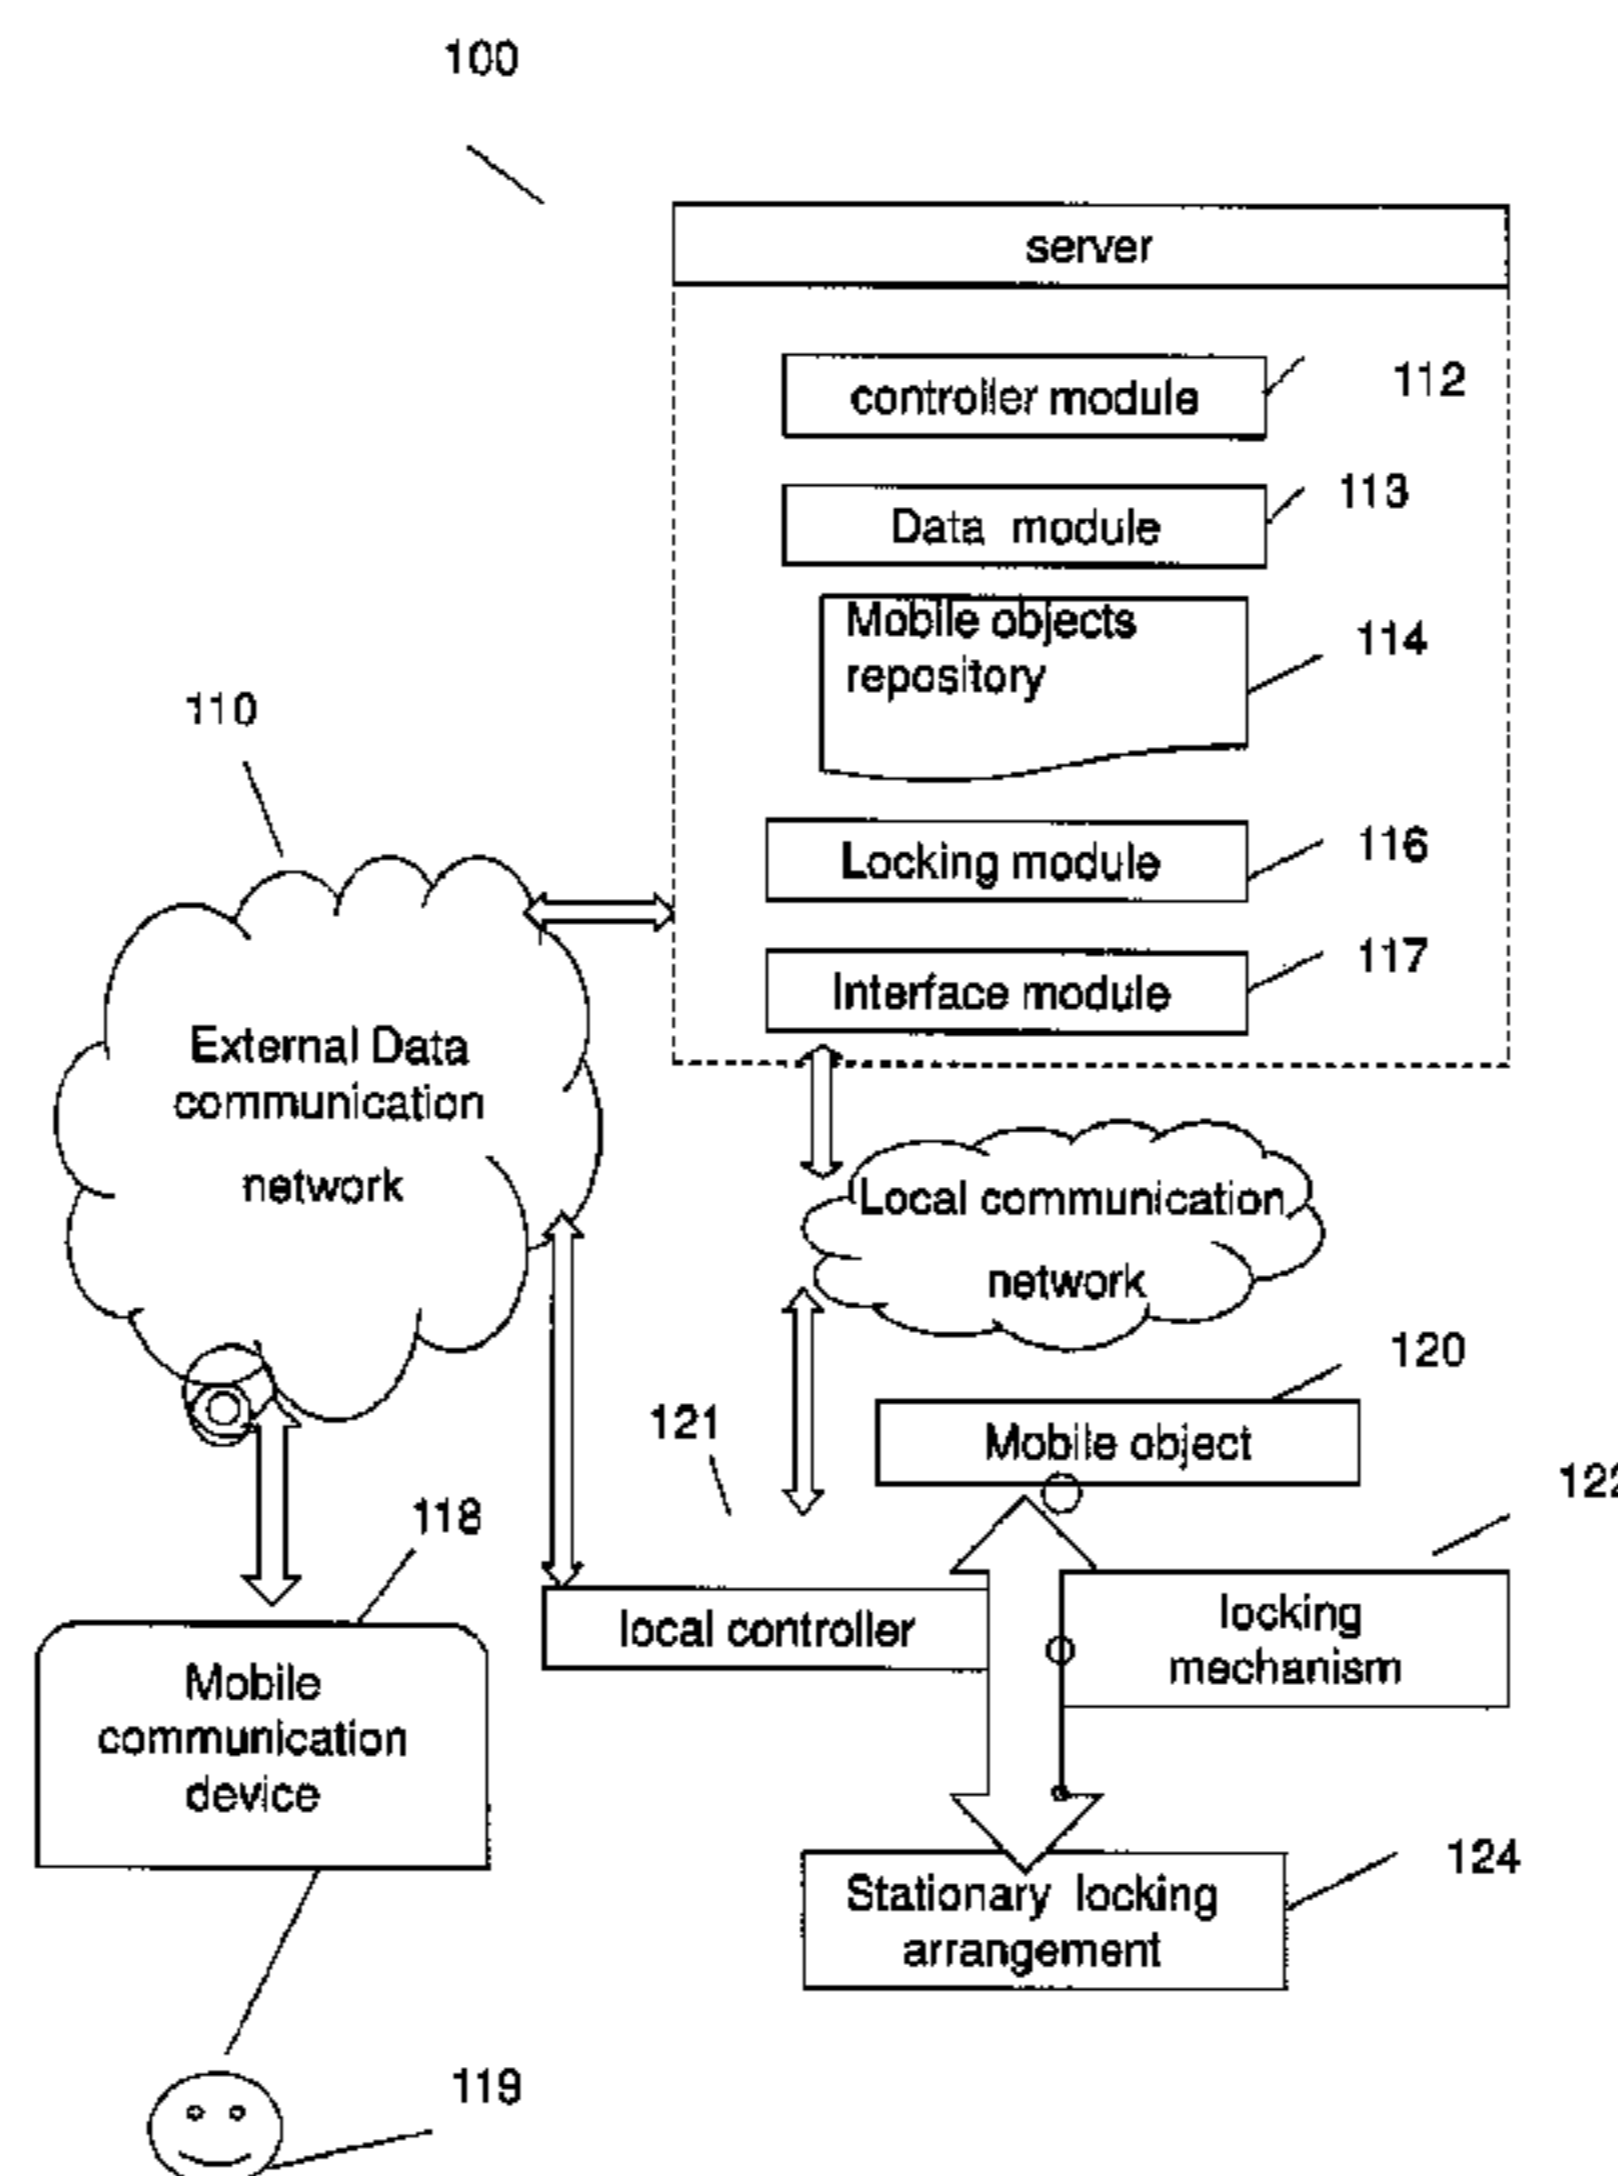 100
server
controller module
112
Data module
113
Mobile objects
repository
114
110
Locking module
116
Interface module
117
External Data
communication
network
Local communication
network
120
121
Mobile object
122
118
local controller
locking
mechanism
Mobile
communication
device
124
Stationary locking
arrangement
119